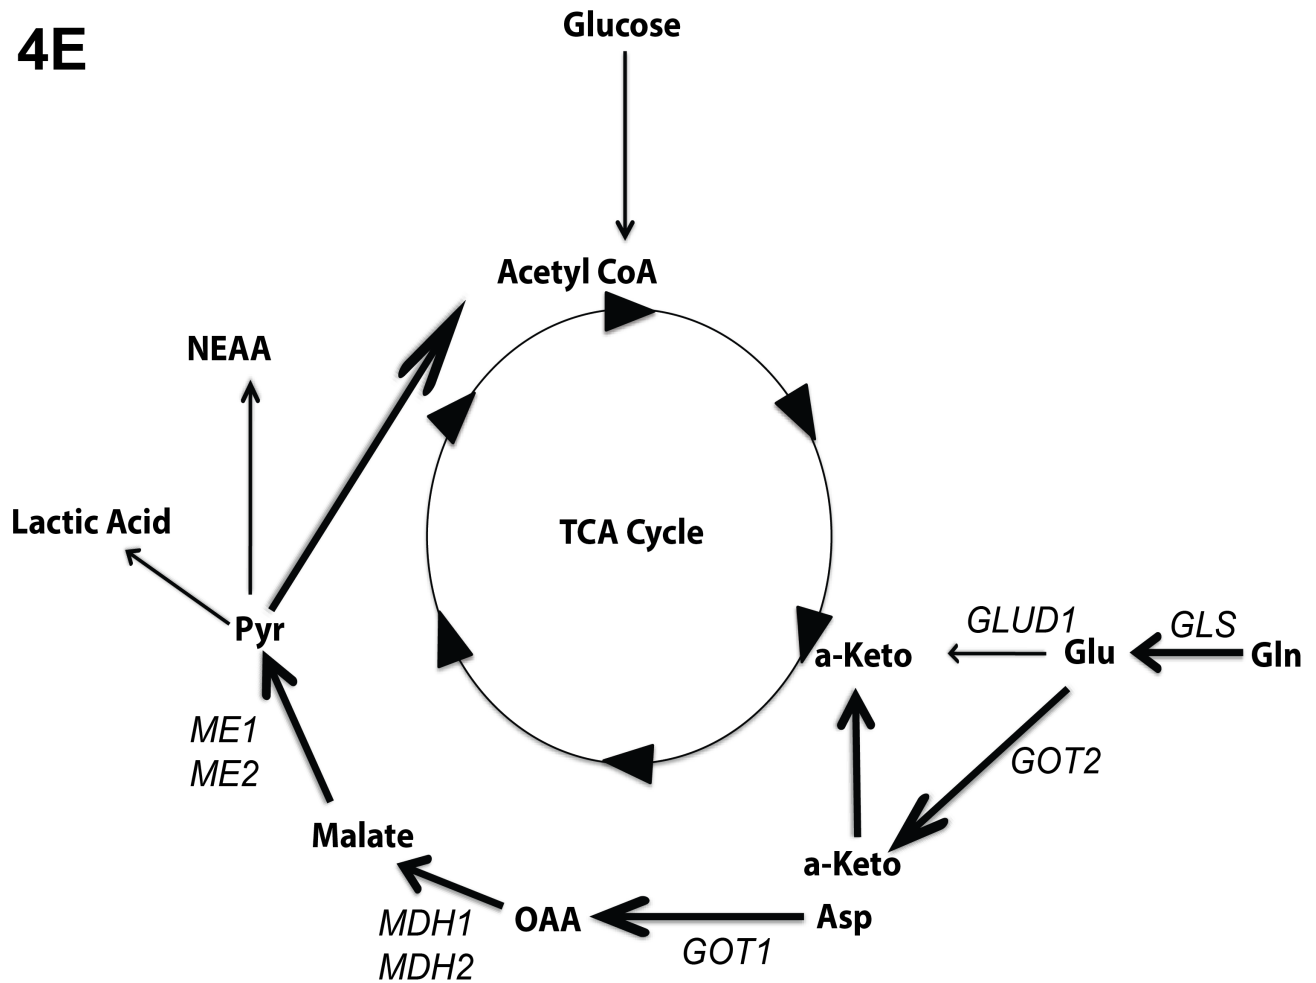 4E
Glucose
Acetyl CoA
NEAA
Lactic Acid
TCA Cycle
Pyr
a-Keto
GLUD1
Glu
GLS
Gln
ME1
ME2
GOT2
Malate
a-Keto
Asp
OAA
GOT1
MDH1
MDH2